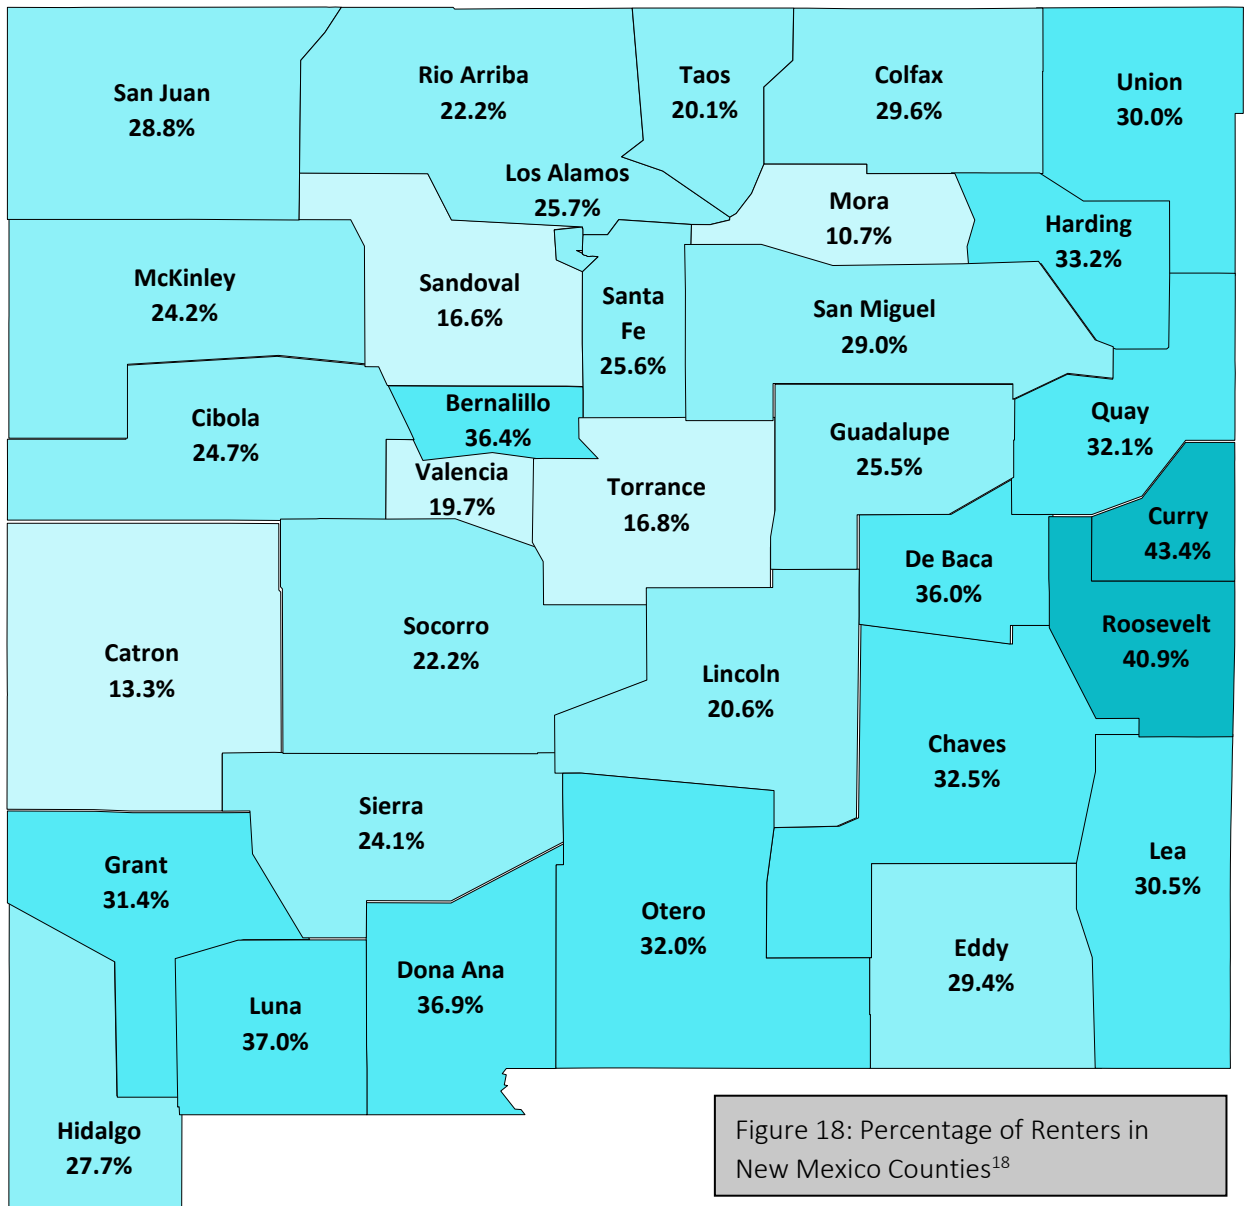 San Juan
28.8%
Rio Arriba
22.2%
Taos
20.1%
Colfax
29.6%
Union
30.0%
Los Alamos
25.7%
Mora
10.7%
Harding
33.2%
McKinley
24.2%
Sandoval
16.6%
Santa
Fe
25.6%
San Miguel
29.0%
Cibola
24.7%
Bernalillo
36.4%
Valencia
19.7%
Torrance
16.8%
Guadalupe
25.5%
Quay
32.1%
Curry
43.4%
De Baca
36.0%
Roosevelt
40.9%
Catron
13.3%
Socorro
22.2%
Lincoln
20.6%
Chaves
32.5%
Sierra
24.1%
Grant
31.4%
Lea
30.5%
Otero
32.0%
Eddy
29.4%
Dona Ana
36.9%
Luna
37.0%
Hidalgo
27.7%
Figure 18: Percentage of Renters in
New Mexico Counties18